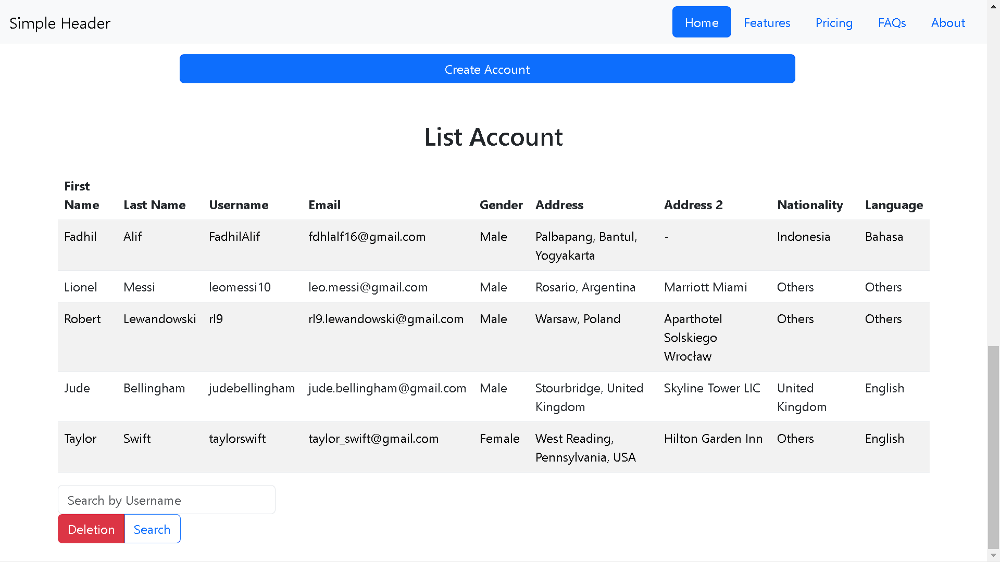 Simple Header Home Features Pricing FAQs About
Create Account
List Account
First
Name Last Name Username Email Gender Address Address 2 Nationality Language
Fadhil Alif FadhilAlif fdhlalf16@gmail.com Male Palbapang, Bantul, - Indonesia Bahasa
Yogyakarta
Lionel Messi leomessi10 leo.messi@gmail.com Male Rosario, Argentina Marriott Miami Others Others
Robert Lewandowski rl9 rl9.lewandowski@gmail.com Male Warsaw, Poland Aparthotel Others Others
Solskiego
Wrocław
Jude Bellingham judebellingham jude.bellingham@gmail.com Male Stourbridge, United Skyline Tower LIC United English
Kingdom Kingdom
Taylor Swift taylorswift taylor_swift@gmail.com Female West Reading, Hilton Garden Inn Others English
Pennsylvania, USA
Search by Username
Deletion Search